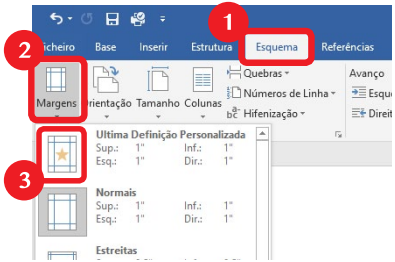 1
2
icheiro Base Inserir Estrutura Esquema Referências
Margens rientação Tamanho Colunas
Quebras
Números de Linha
Hifenização
Avanço
Esque
Direit
3
Ultima Definição Personalizada
Sup.: 1" Inf.: 1"
Esq.: 1" Dir.: 1"
Normais
Sup.: 1" Inf.: 1"
Esq.: 1" Dir.: 1"
Estreitas